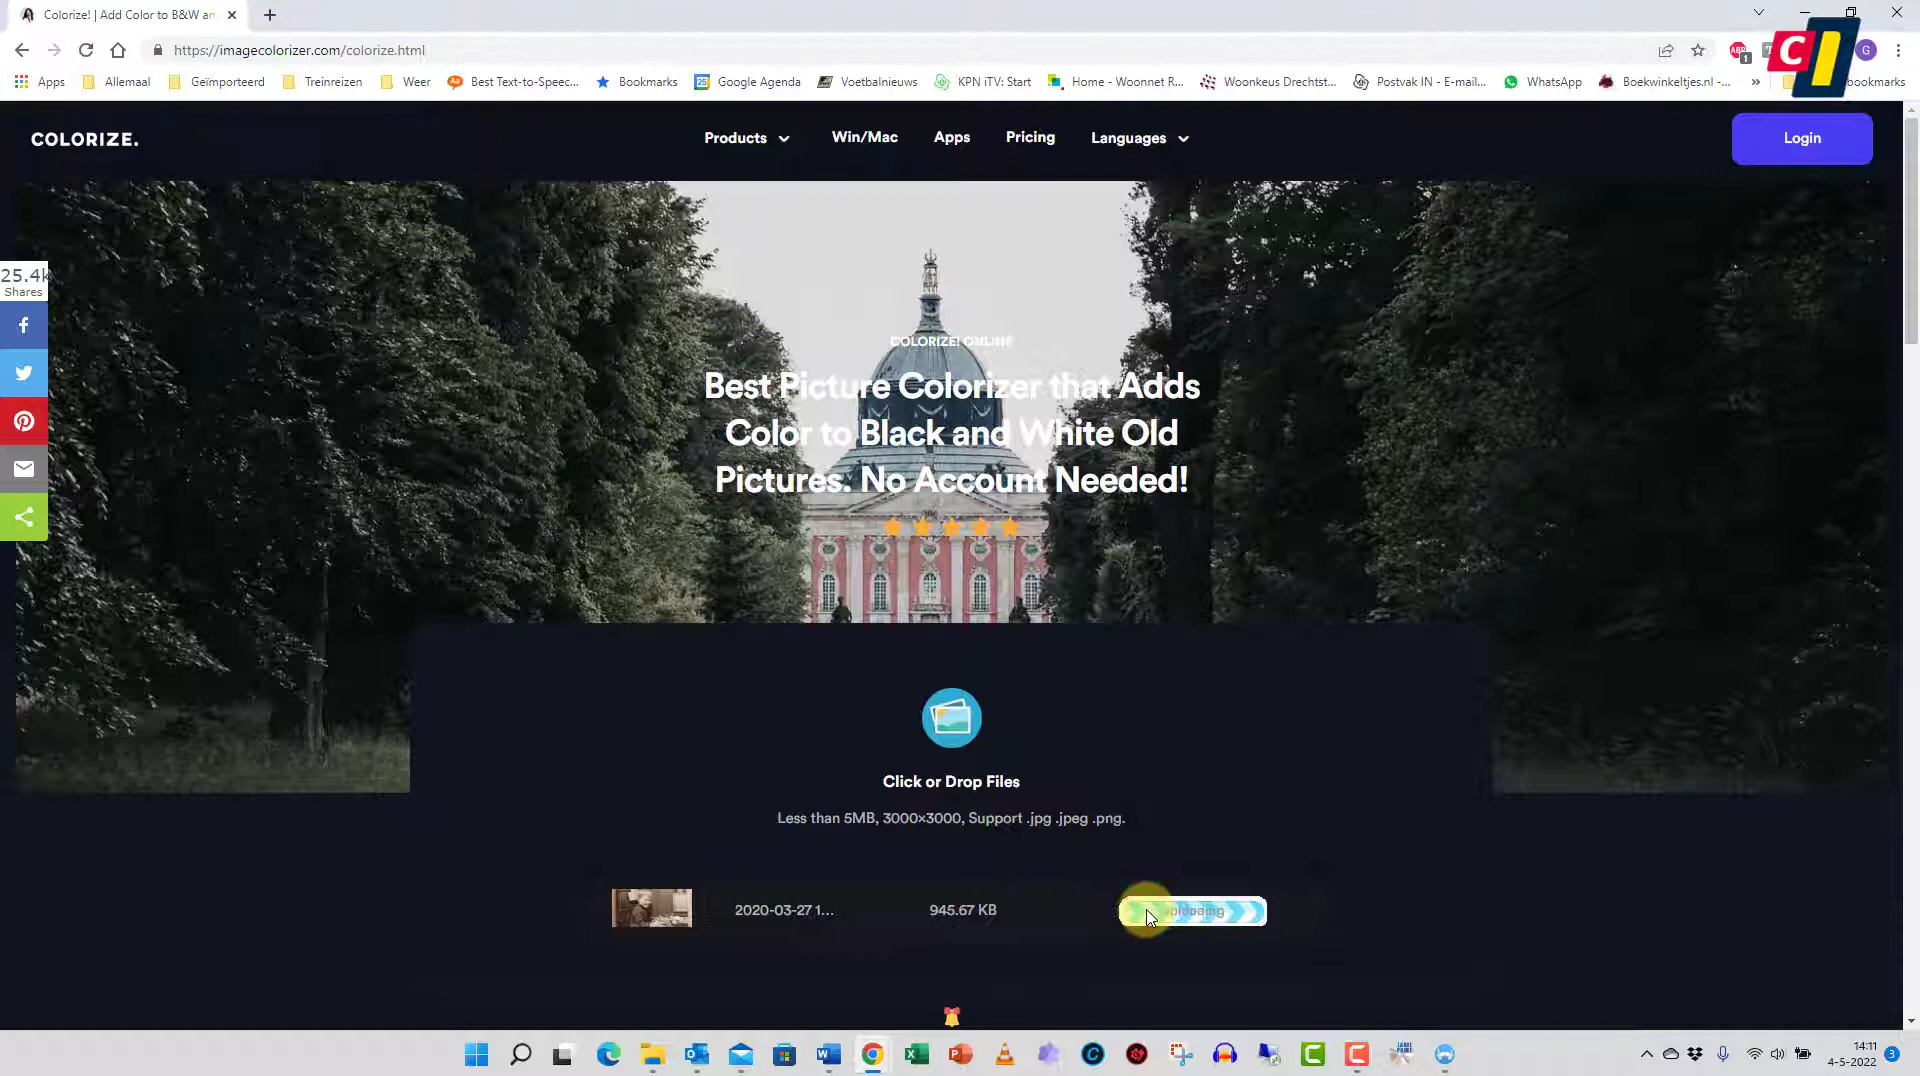 Colorize! | Add Color to B&W an
https://imagecolorizer.com/colorize.html
G
CI
Apps
Allemaal
Geïmporteerd
Treinreizen
Weer
Best Text-to-Speec...
Bookmarks
Google Agenda
Voetbalnieuws
KPN iTV: Start
Home - Woonnet R...
Woonkeus Drechtst...
Postvak IN - E-mail...
WhatsApp
Boekwinkeltjes.nl -...
»
bookmarks
COLORIZE.
Products
Win/Mac
Apps
Pricing
Languages
Login
25.4k
Shares
COLORIZE! ONLINE
Best Picture Colorizer that Adds
Color to Black and White Old
Pictures. No Account Needed!
Click or Drop Files
Less than 5MB, 3000×3000, Support .jpg .jpeg .png.
2020-03-27 1...
945.67 KB
14:11
4-5-2022
3